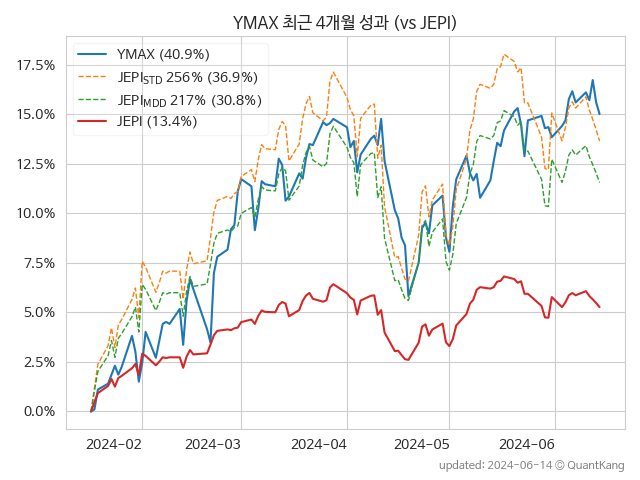 YMAX 최근 4개월 성과 (vs JEPI)
YMAX (40.9%)
JEPI_STD 256% (36.9%)
JEPI_MDD 217% (30.8%)
JEPI (13.4%)
17.5%
15.0%
12.5%
10.0%
7.5%
5.0%
2.5%
0.0%
2024-02 2024-03 2024-04 2024-05 2024-06
updated: 2024-06-14 © QuantKang